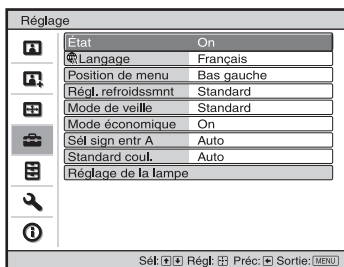 Réglage
État On
Langage Français
Position de menu Bas gauche
Régl. refroidssmnt Standard
Mode de veille Standard
Mode économique On
Sél sign entr A Auto
Standard coul. Auto
Réglage de la lampe
Sél: Régl: Préc: Sortie: MENU